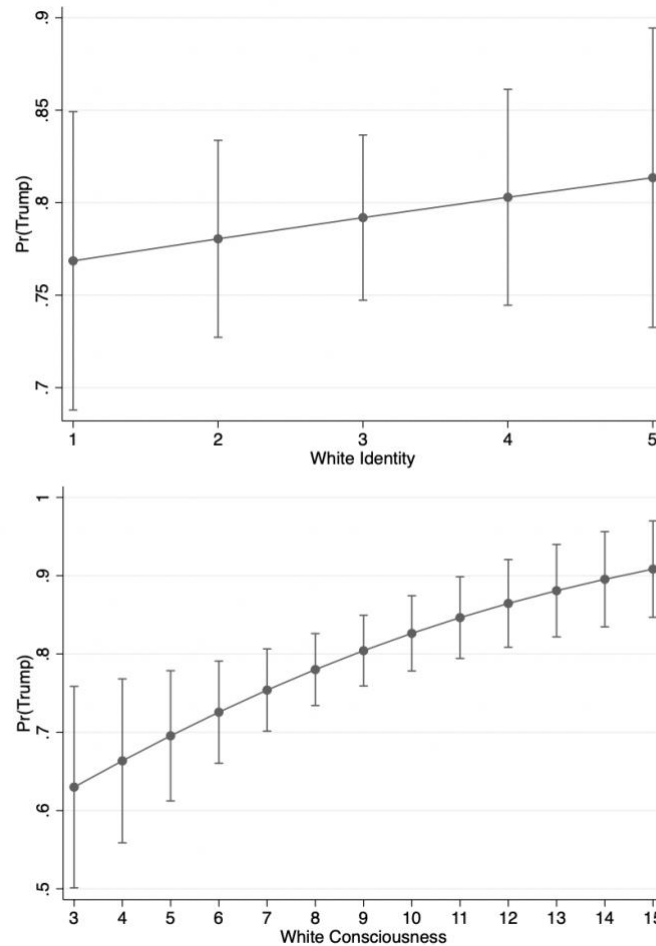 .9
.85
.8
.75
.7
Pr(Trump)
1 2 3 4 5
White Identity
1
.9
.8
.7
.6
.5
Pr(Trump)
3 4 5 6 7 8 9 10 11 12 13 14 15
White Consciousness